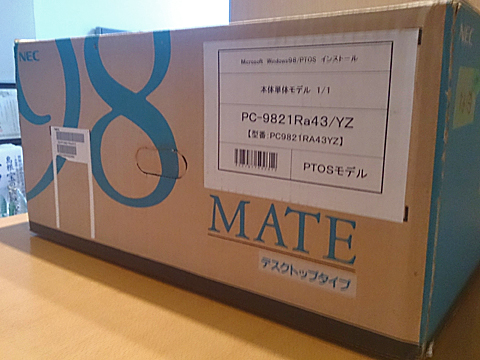 NEC
98
Microsoft Windows98/PTOS インストール
本体単体モデル 1/1
PC-9821Ra43/YZ
【型番:PC9821RA43YZ】
PTOSモデル
MATE
デスクトップタイプ
NEC